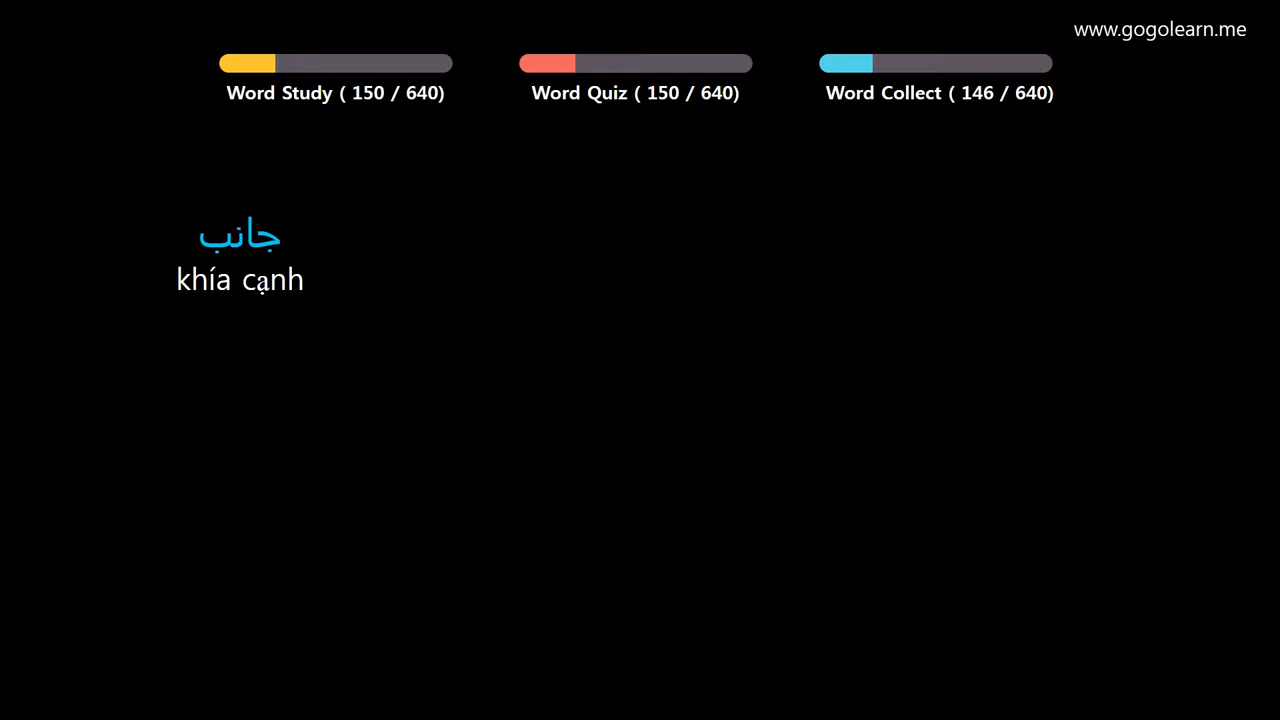 www.gogolearn.me
Word Study ( 150 / 640)
Word Quiz ( 150 / 640)
Word Collect ( 146 / 640)
جانب
khía cạnh